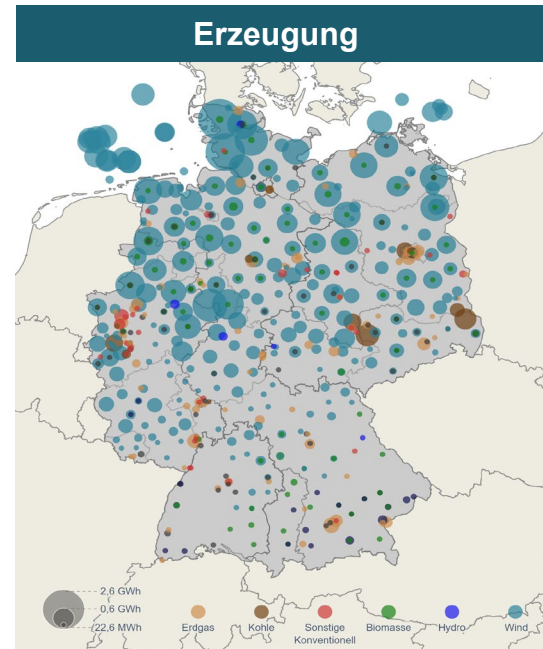 Erzeugung
2,6 GWh
0,6 GWh
22,6 MWh
Erdgas
Kohle
Sonstige
Konventionell
Biomasse
Hydro
Wind